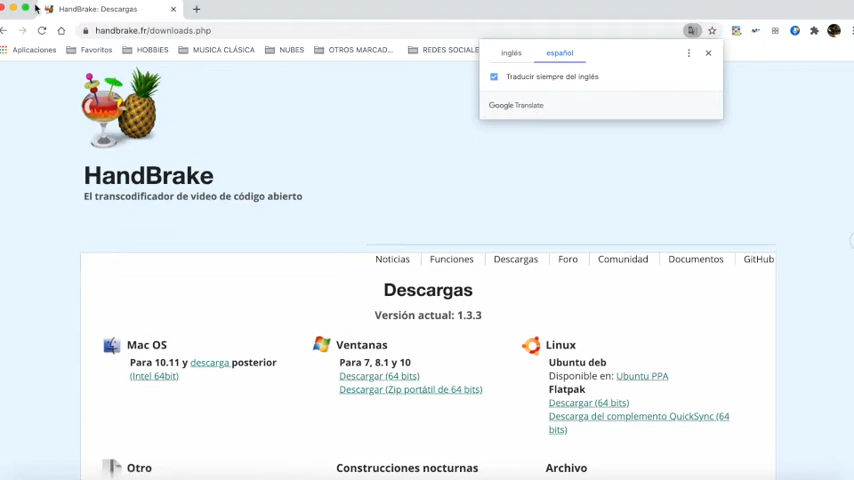 HandBrake: Descargas
handbrake.fr/downloads.php
Aplicaciones Favoritos HOBBIES MUSICA CLÁSICA NUBES OTROS MARCAD... REDES SOCIALE
inglés español
Traducir siempre del inglés
Google Translate
HandBrake
El transcodificador de video de código abierto
Noticias Funciones Descargas Foro Comunidad Documentos GitHub
Descargas
Versión actual: 1.3.3
Mac OS
Para 10.11 y descarga posterior
(Intel 64bit)
Ventanas
Para 7, 8.1 y 10
Descargar (64 bits)
Descargar (Zip portátil de 64 bits)
Linux
Ubuntu deb
Disponible en: Ubuntu PPA
Flatpak
Descargar (64 bits)
Descarga del complemento QuickSync (64
bits)
Otro Construcciones nocturnas Archivo